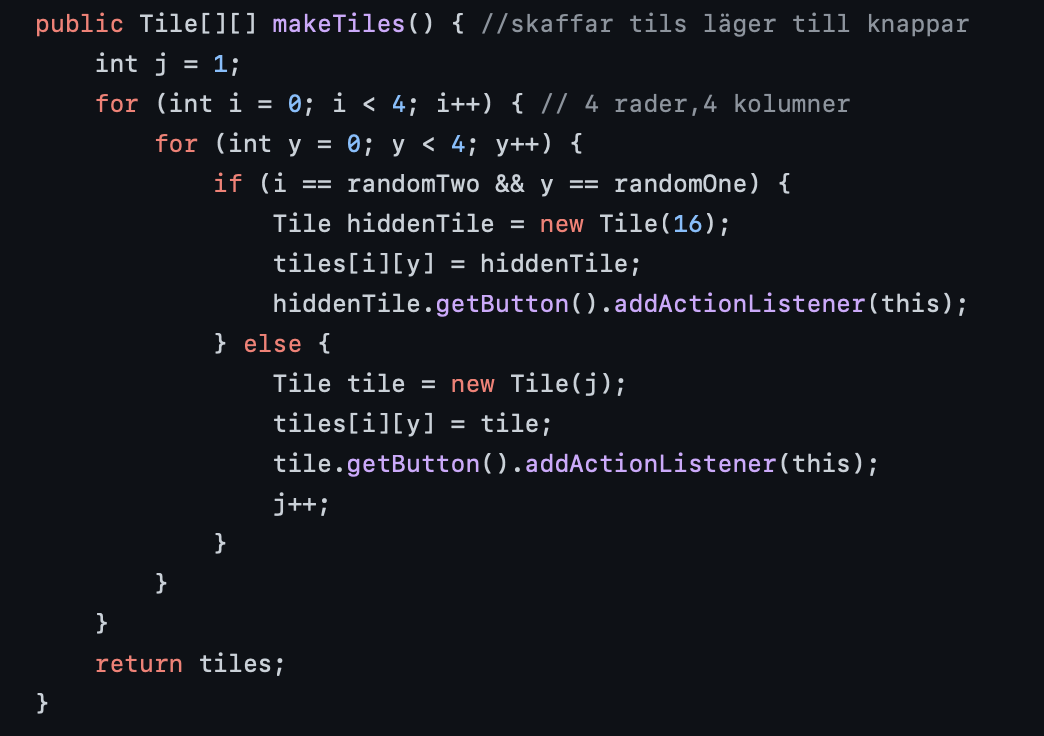 public Tile[][] makeTiles() { //skaffar tils läger till knappar
    int j = 1;
    for (int i = 0; i < 4; i++) { // 4 rader,4 kolumner
        for (int y = 0; y < 4; y++) {
            if (i == randomTwo && y == randomOne) {
                Tile hiddenTile = new Tile(16);
                tiles[i][y] = hiddenTile;
                hiddenTile.getButton().addActionListener(this);
            } else {
                Tile tile = new Tile(j);
                tiles[i][y] = tile;
                tile.getButton().addActionListener(this);
                j++;
            }
        }
    }
    return tiles;
}